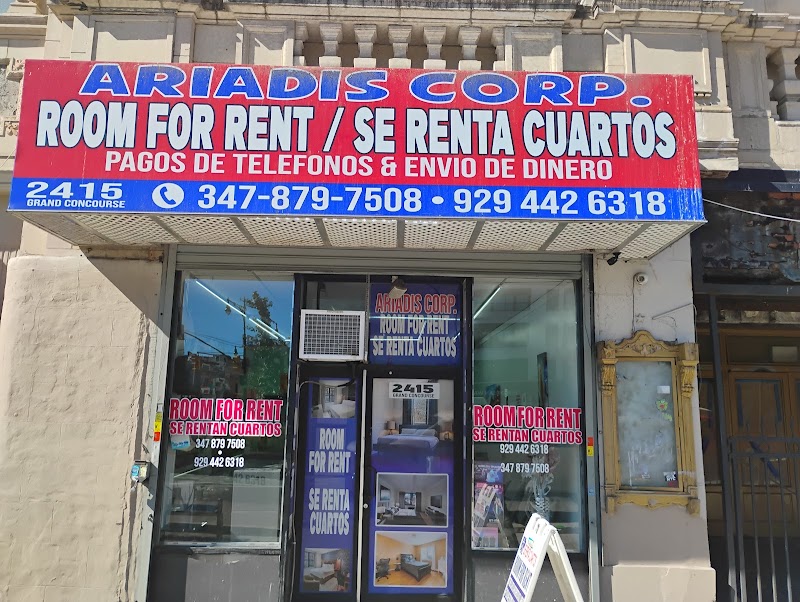 ARIADIS CORP.
ROOM FOR RENT / SE RENTA CUARTOS
PAGOS DE TELEFONOS & ENVIO DE DINERO
2415
GRAND CONCOURSE
347-879-7508 • 929 442 6318
ARIADIS CORP.
ROOM FOR RENT
SE RENTA CUARTOS
2415
GRAND CONCOURSE
ROOM FOR RENT
SE RENTAN CUARTOS
347 879 7508
•
929 442 6318
ROOM
FOR RENT
SE RENTA
CUARTOS
ROOM FOR RENT
SE RENTAN CUARTOS
929 442 6318
•
347 879 7508